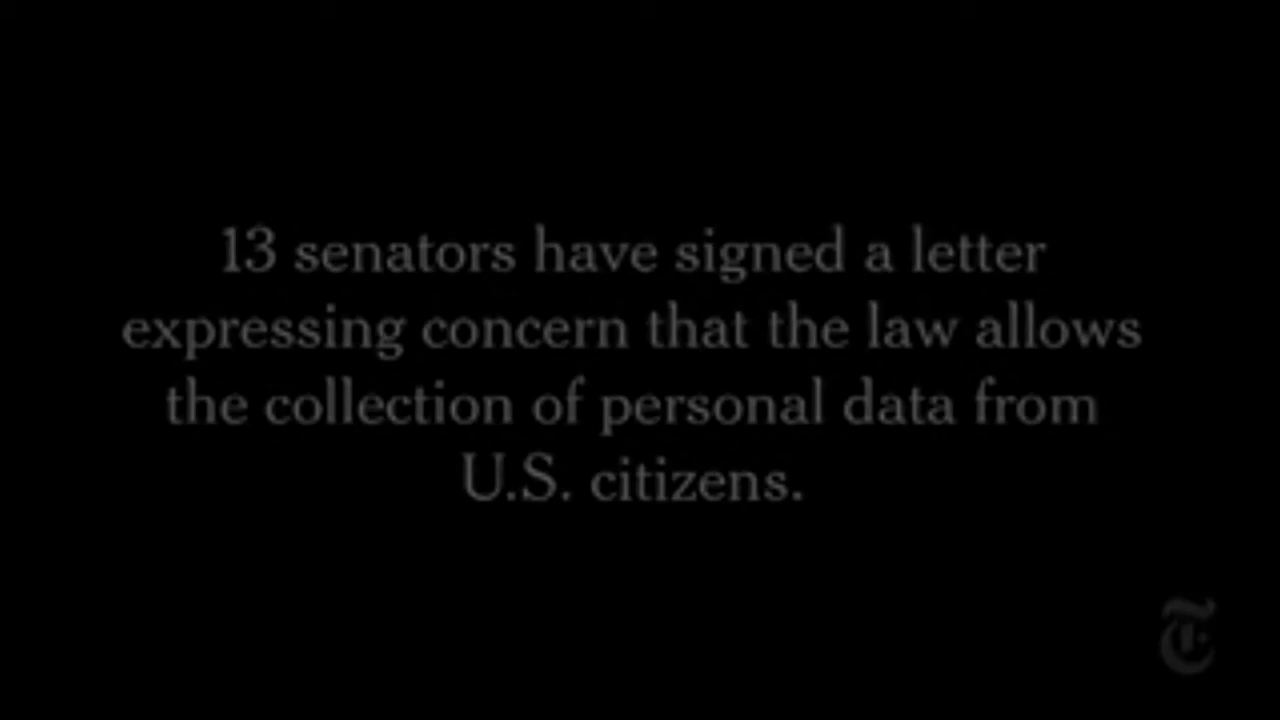 13 senators have signed a letter
expressing concern that the law allows
the collection of personal data from
U.S. citizens.
T